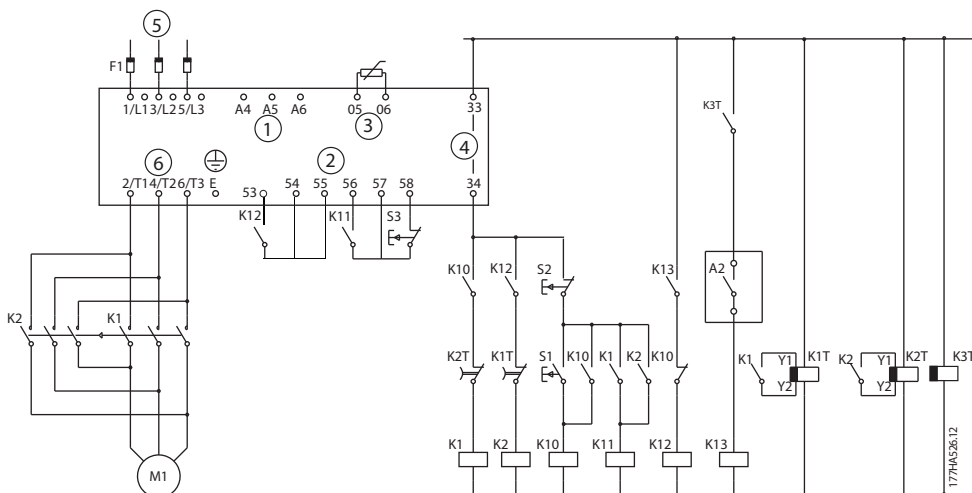 5
F1
K3T
1/L1 3/L2 5/L3 A4 A5 A6 05 06 33
1 3 4
6 2
2/T1 4/T2 6/T3 E 53 54 55 56 57 58 34
K12 K11 S3
K10 K12 S2 K13 A2
K2 K1
K2T K1T S1 K10 K1 K2 K10 K1 Y1 K1T K2 Y1 K2T K3T
Y2 Y2
K1 K2 K10 K11 K12 K13
M1
177HA526.12